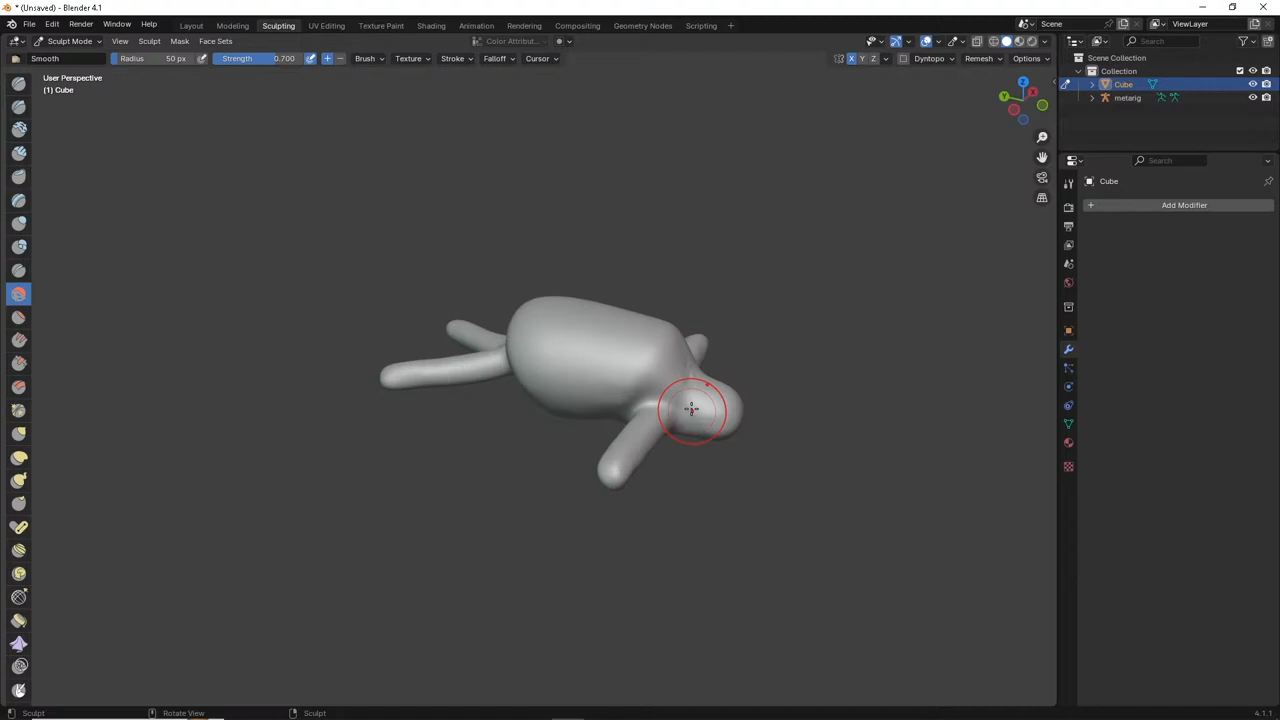 * (Unsaved) - Blender 4.1
File Edit Render Window Help Layout Modeling Sculpting UV Editing Texture Paint Shading Animation Rendering Compositing Geometry Nodes Scripting + Scene ViewLayer
Sculpt Mode View Sculpt Mask Face Sets Color Attribut... Search
Smooth Radius 50 px Strength 0.700 Brush Texture Stroke Falloff Cursor X Y Z Dyntopo Remesh Options
Scene Collection
Collection
Cube
metarig
User Perspective
(1) Cube
Z
X
Y
Search
Cube
Add Modifier
Sculpt Rotate View Sculpt 4.1.1